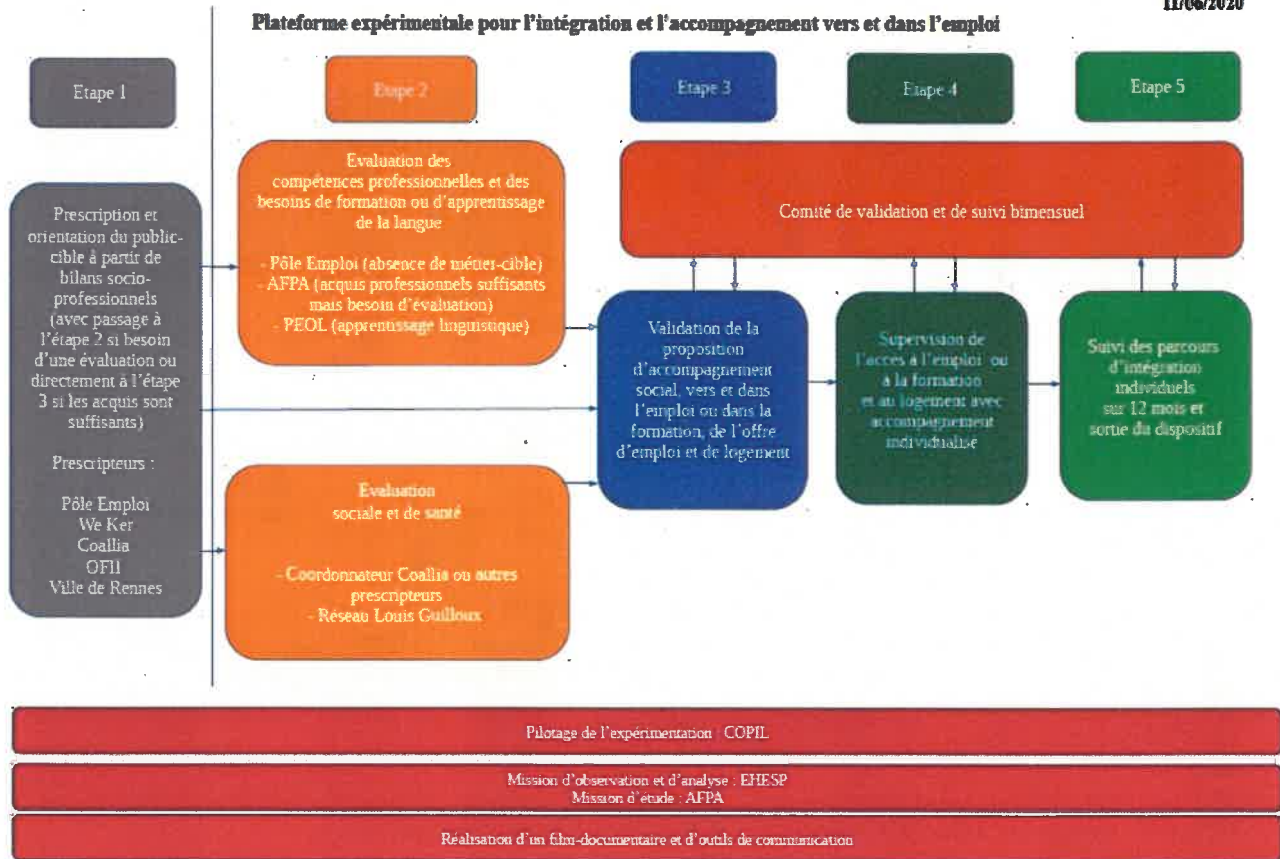 11/06/2020
Plateforme expérimentale pour l'intégration et l'accompagnement vers et dans l'emploi
Etape 1
Etape 2
Etape 3
Etape 4
Etape 5
Prescription et
orientation du public-
cible à partir de
bilans socio-
professionnels
(avec passage à
l'étape 2 si besoin
d'une évaluation ou
directement à l'étape
3 si les acquis sont
suffisants)
Prescripteurs :
Pôle Emploi
We Ker
Coallia
OFII
Ville de Rennes
Evaluation des
compétences professionnelles et des
besoins de formation ou d'apprentissage
de la langue
- Pôle Emploi (absence de métier-cible)
- AFPA (acquis professionnels suffisants
mais besoin d'évaluation)
- PEOL (apprentissage linguistique)
Evaluation
sociale et de santé
- Coordonnateur Coallia ou autres
prescripteurs
- Réseau Louis Guilloux
Comité de validation et de suivi bimensuel
Validation de la
proposition
d'accompagnement
social, vers et dans
l'emploi ou dans la
formation, de l'offre
d'emploi et de logement
Supervision de
l'accès à l'emploi ou
à la formation
et au logement avec
accompagnement
individualisé
Suivi des parcours
d'intégration
individuels
sur 12 mois et
sortie du dispositif
Pilotage de l'expérimentation : COPIL
Mission d'observation et d'analyse : EHESP
Mission d'étude : AFPA
Réalisation d'un film-documentaire et d'outils de communication